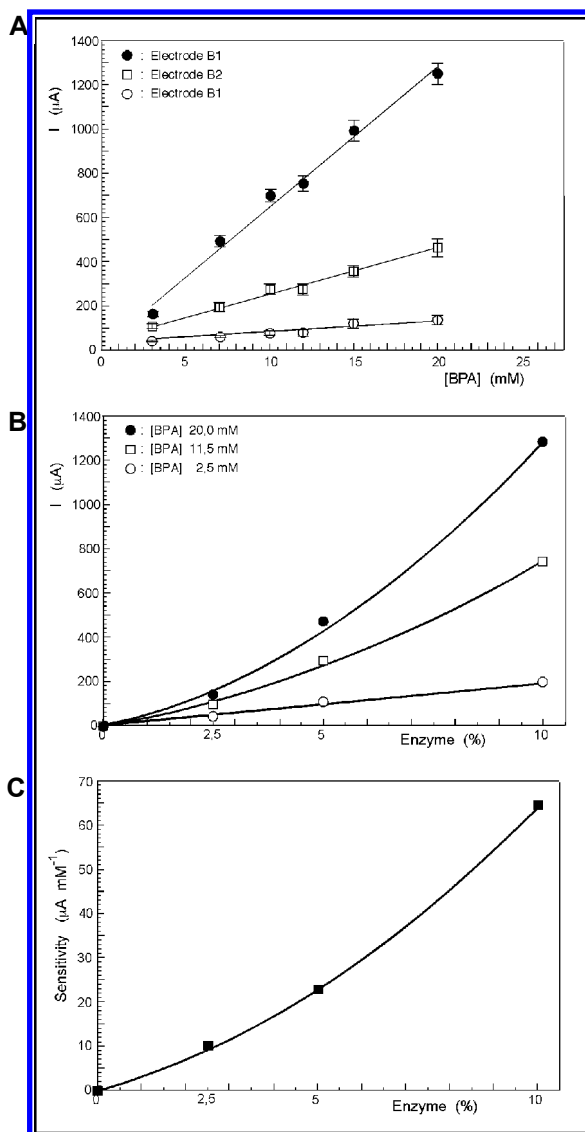 A
1400
1200
1000
800
600
400
200
0
I (µA)
● : Electrode B1
□ : Electrode B2
○ : Electrode B1
0 5 10 15 20 25
[BPA] (mM)
B
1400
1200
1000
800
600
400
200
0
I (µA)
● : [BPA] 20,0 mM
□ : [BPA] 11,5 mM
○ : [BPA] 2,5 mM
0 2,5 5 Enzyme (%) 10
C
70
60
50
40
30
20
10
0
Sensitivity (µA mM⁻¹)
0 2,5 5 Enzyme (%) 10